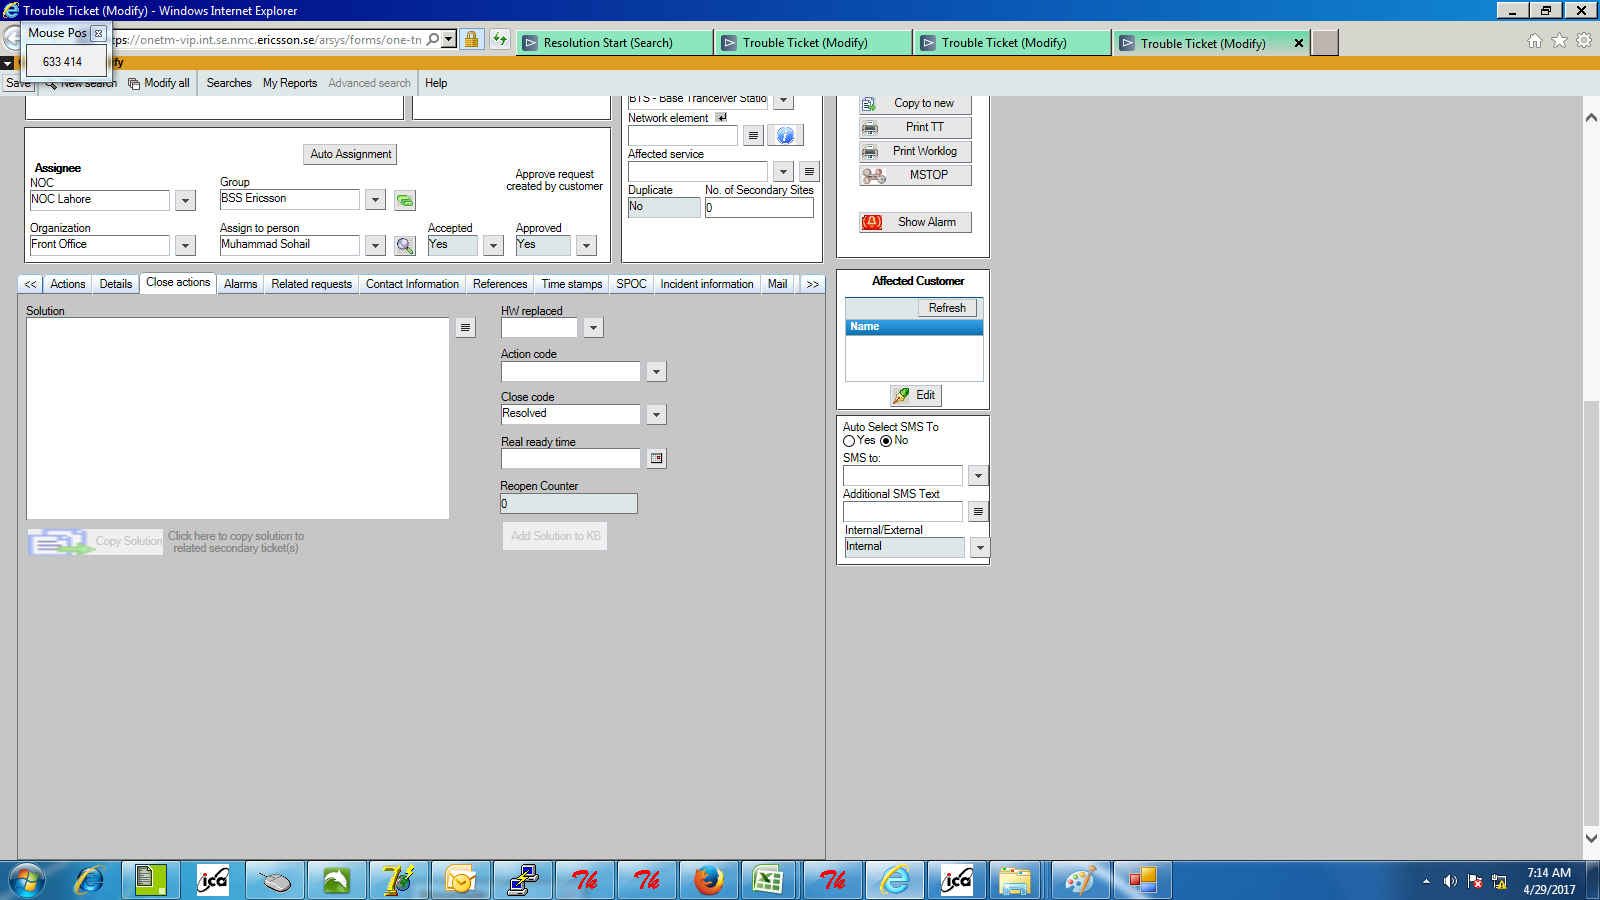 Trouble Ticket (Modify) - Windows Internet Explorer
Mouse Pos
633 414
ttps://onetm-vip.int.se.nmc.ericsson.se/arsys/forms/one-tn
Resolution Start (Search)
Trouble Ticket (Modify)
Trouble Ticket (Modify)
Trouble Ticket (Modify)
Save
New search
Modify all
Searches
My Reports
Advanced search
Help
BTS - Base Tranceiver Statio
Network element
Affected service
Duplicate
No. of Secondary Sites
No
0
Copy to new
Print TT
Print Worklog
MSTOP
Show Alarm
Auto Assignment
Assignee
NOC
NOC Lahore
Group
BSS Ericsson
Approve request
created by customer
Organization
Front Office
Assign to person
Muhammad Sohail
Accepted
Yes
Approved
Yes
<<
Actions
Details
Close actions
Alarms
Related requests
Contact Information
References
Time stamps
SPOC
Incident information
Mail
>>
Solution
Copy Solution
Click here to copy solution to
related secondary ticket(s)
HW replaced
Action code
Close code
Resolved
Real ready time
Reopen Counter
0
Add Solution to KB
Affected Customer
Refresh
Name
Edit
Auto Select SMS To
Yes
No
SMS to:
Additional SMS Text
Internal/External
Internal
ica
Th
Th
Th
ica
7:14 AM
4/29/2017